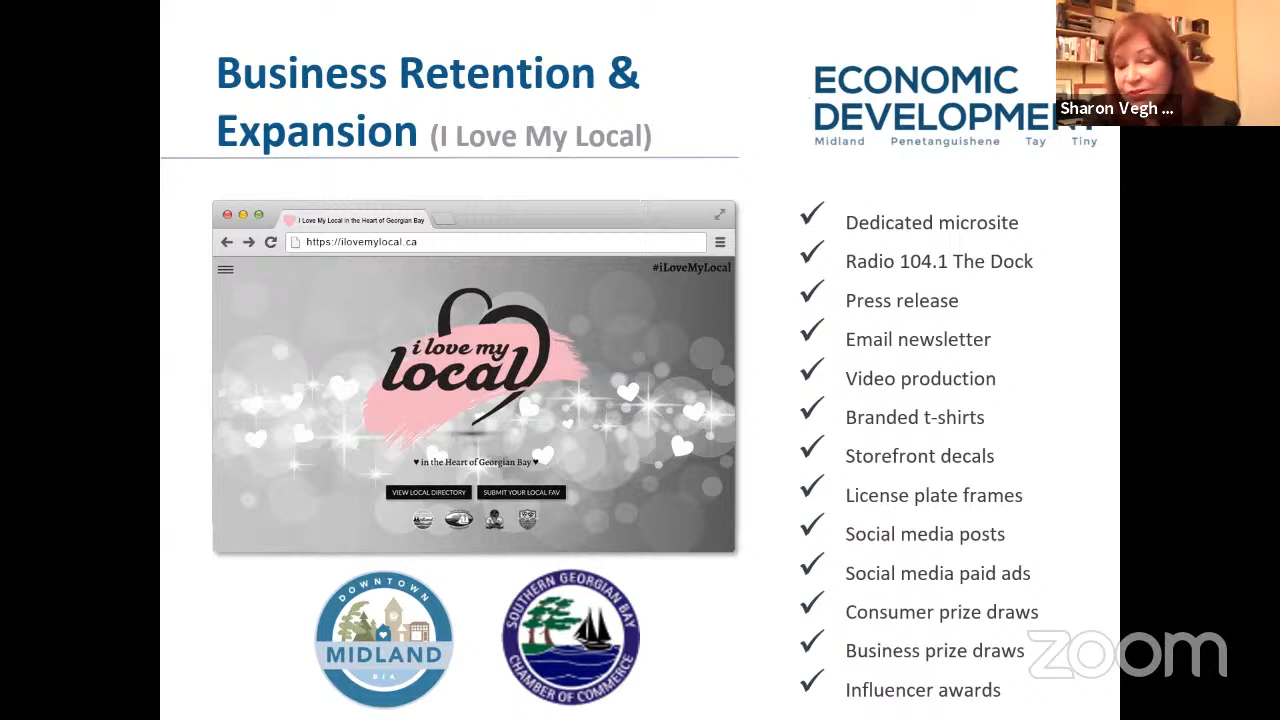 Business Retention &
Expansion (I Love My Local)
ECONOMIC
DEVELOPMENT
Midland Penetanguishene Tay Tiny
Sharon Vegh ...
I Love My Local in the Heart of Georgian Bay
https://ilovemylocal.ca
#iLoveMyLocal
i love my
local
♥ in the Heart of Georgian Bay ♥
VIEW LOCAL DIRECTORY SUBMIT YOUR LOCAL FAV
DOWNTOWN
MIDLAND
BIA
SOUTHERN GEORGIAN BAY
CHAMBER OF COMMERCE
✓ Dedicated microsite
✓ Radio 104.1 The Dock
✓ Press release
✓ Email newsletter
✓ Video production
✓ Branded t-shirts
✓ Storefront decals
✓ License plate frames
✓ Social media posts
✓ Social media paid ads
✓ Consumer prize draws
✓ Business prize draws
✓ Influencer awards
zoom